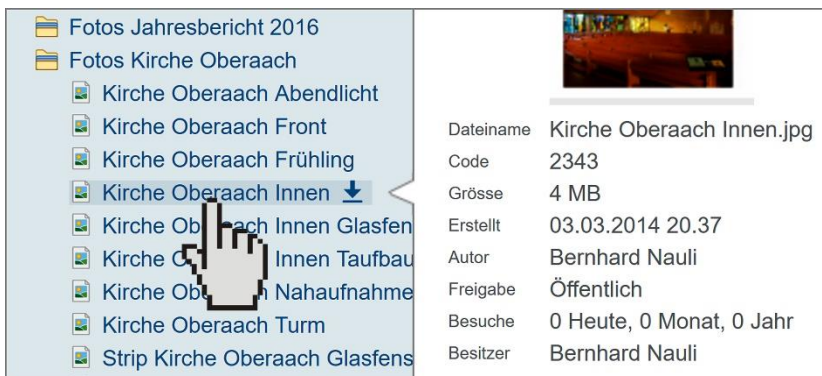 Fotos Jahresbericht 2016
Fotos Kirche Oberaach
Kirche Oberaach Abendlicht
Kirche Oberaach Front
Kirche Oberaach Frühling
Kirche Oberaach Innen
Kirche Oberaach Innen Glasfen
Kirche Innen Taufbau
Kirche Nahaufnahme
Kirche Oberaach Turm
Strip Kirche Oberaach Glasfens
Dateiname Kirche Oberaach Innen.jpg
Code 2343
Grösse 4 MB
Erstellt 03.03.2014 20.37
Autor Bernhard Nauli
Freigabe Öffentlich
Besuche 0 Heute, 0 Monat, 0 Jahr
Besitzer Bernhard Nauli